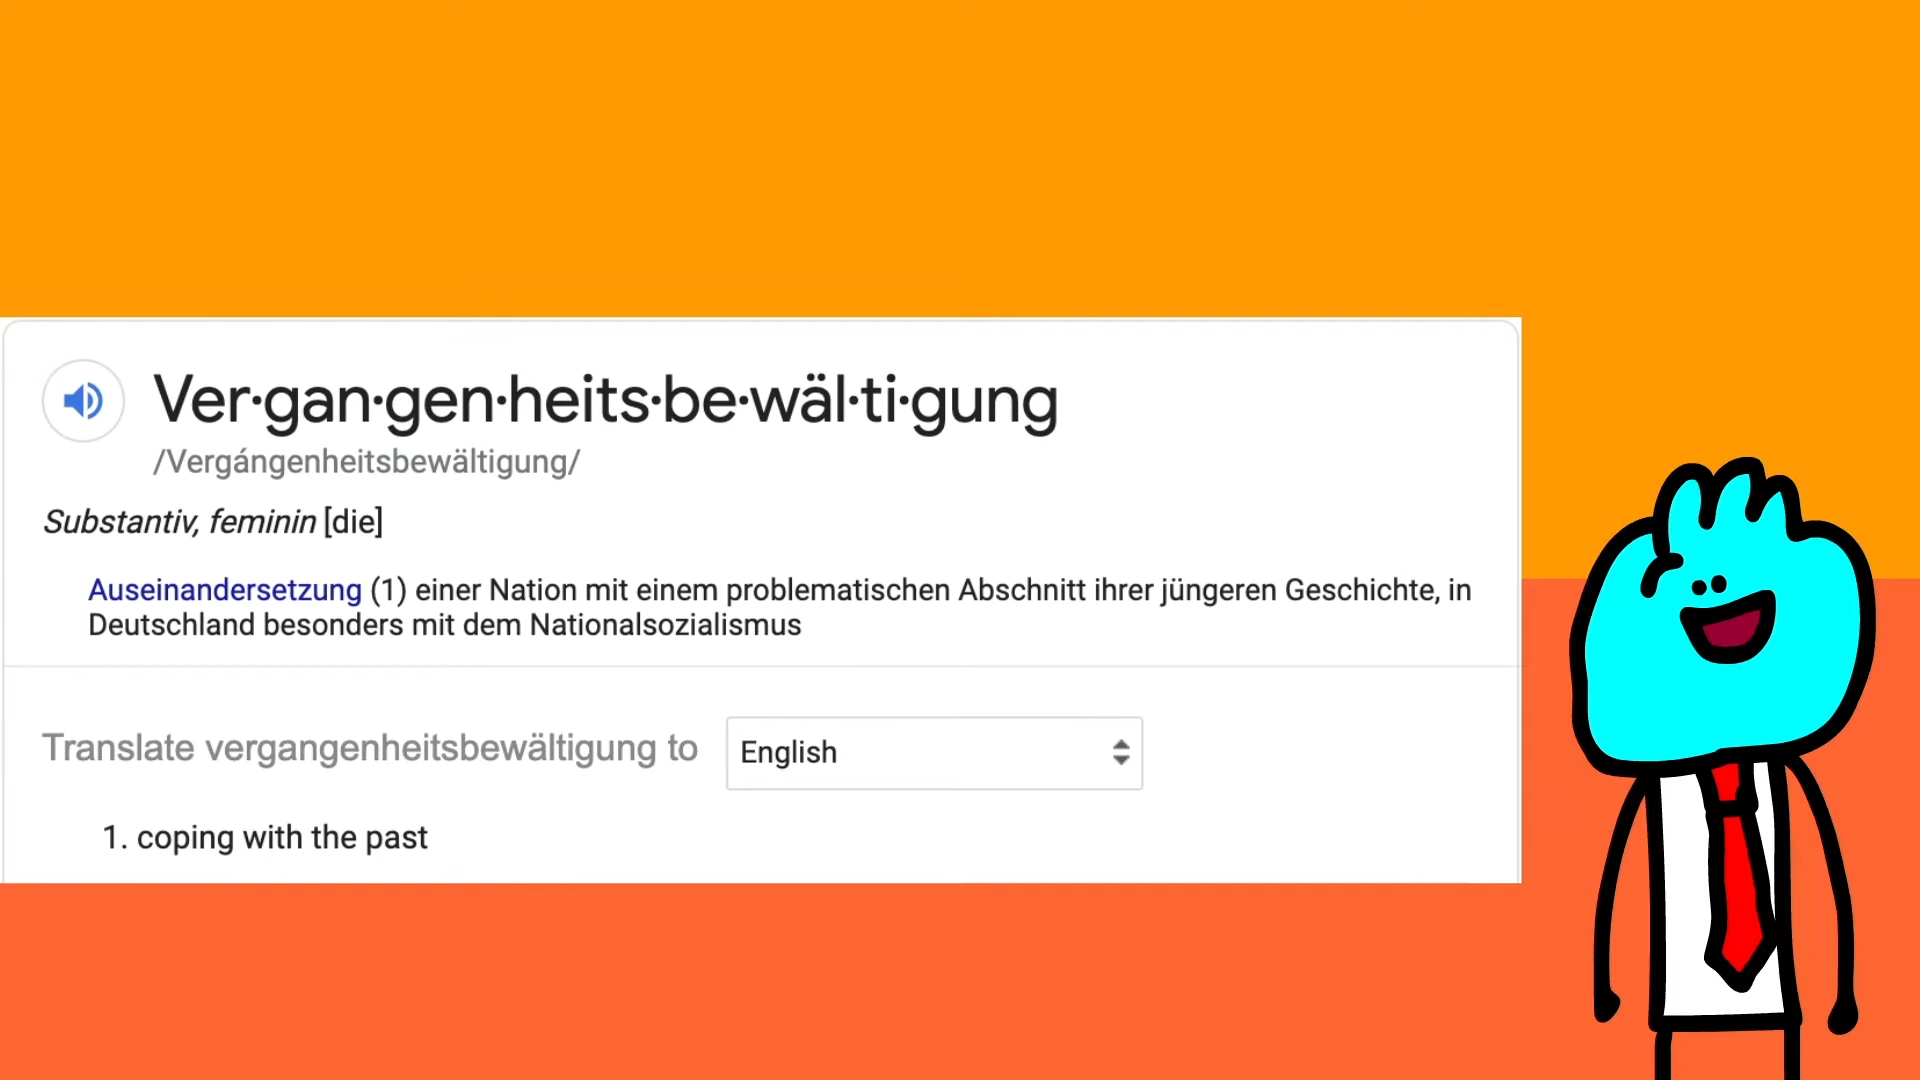 Ver·gan·gen·heits·be·wäl·ti·gung
/Vergángenheitsbewältigung/
Substantiv, feminin [die]
Auseinandersetzung (1) einer Nation mit einem problematischen Abschnitt ihrer jüngeren Geschichte, in
Deutschland besonders mit dem Nationalsozialismus
Translate vergangenheitsbewältigung to English
1. coping with the past